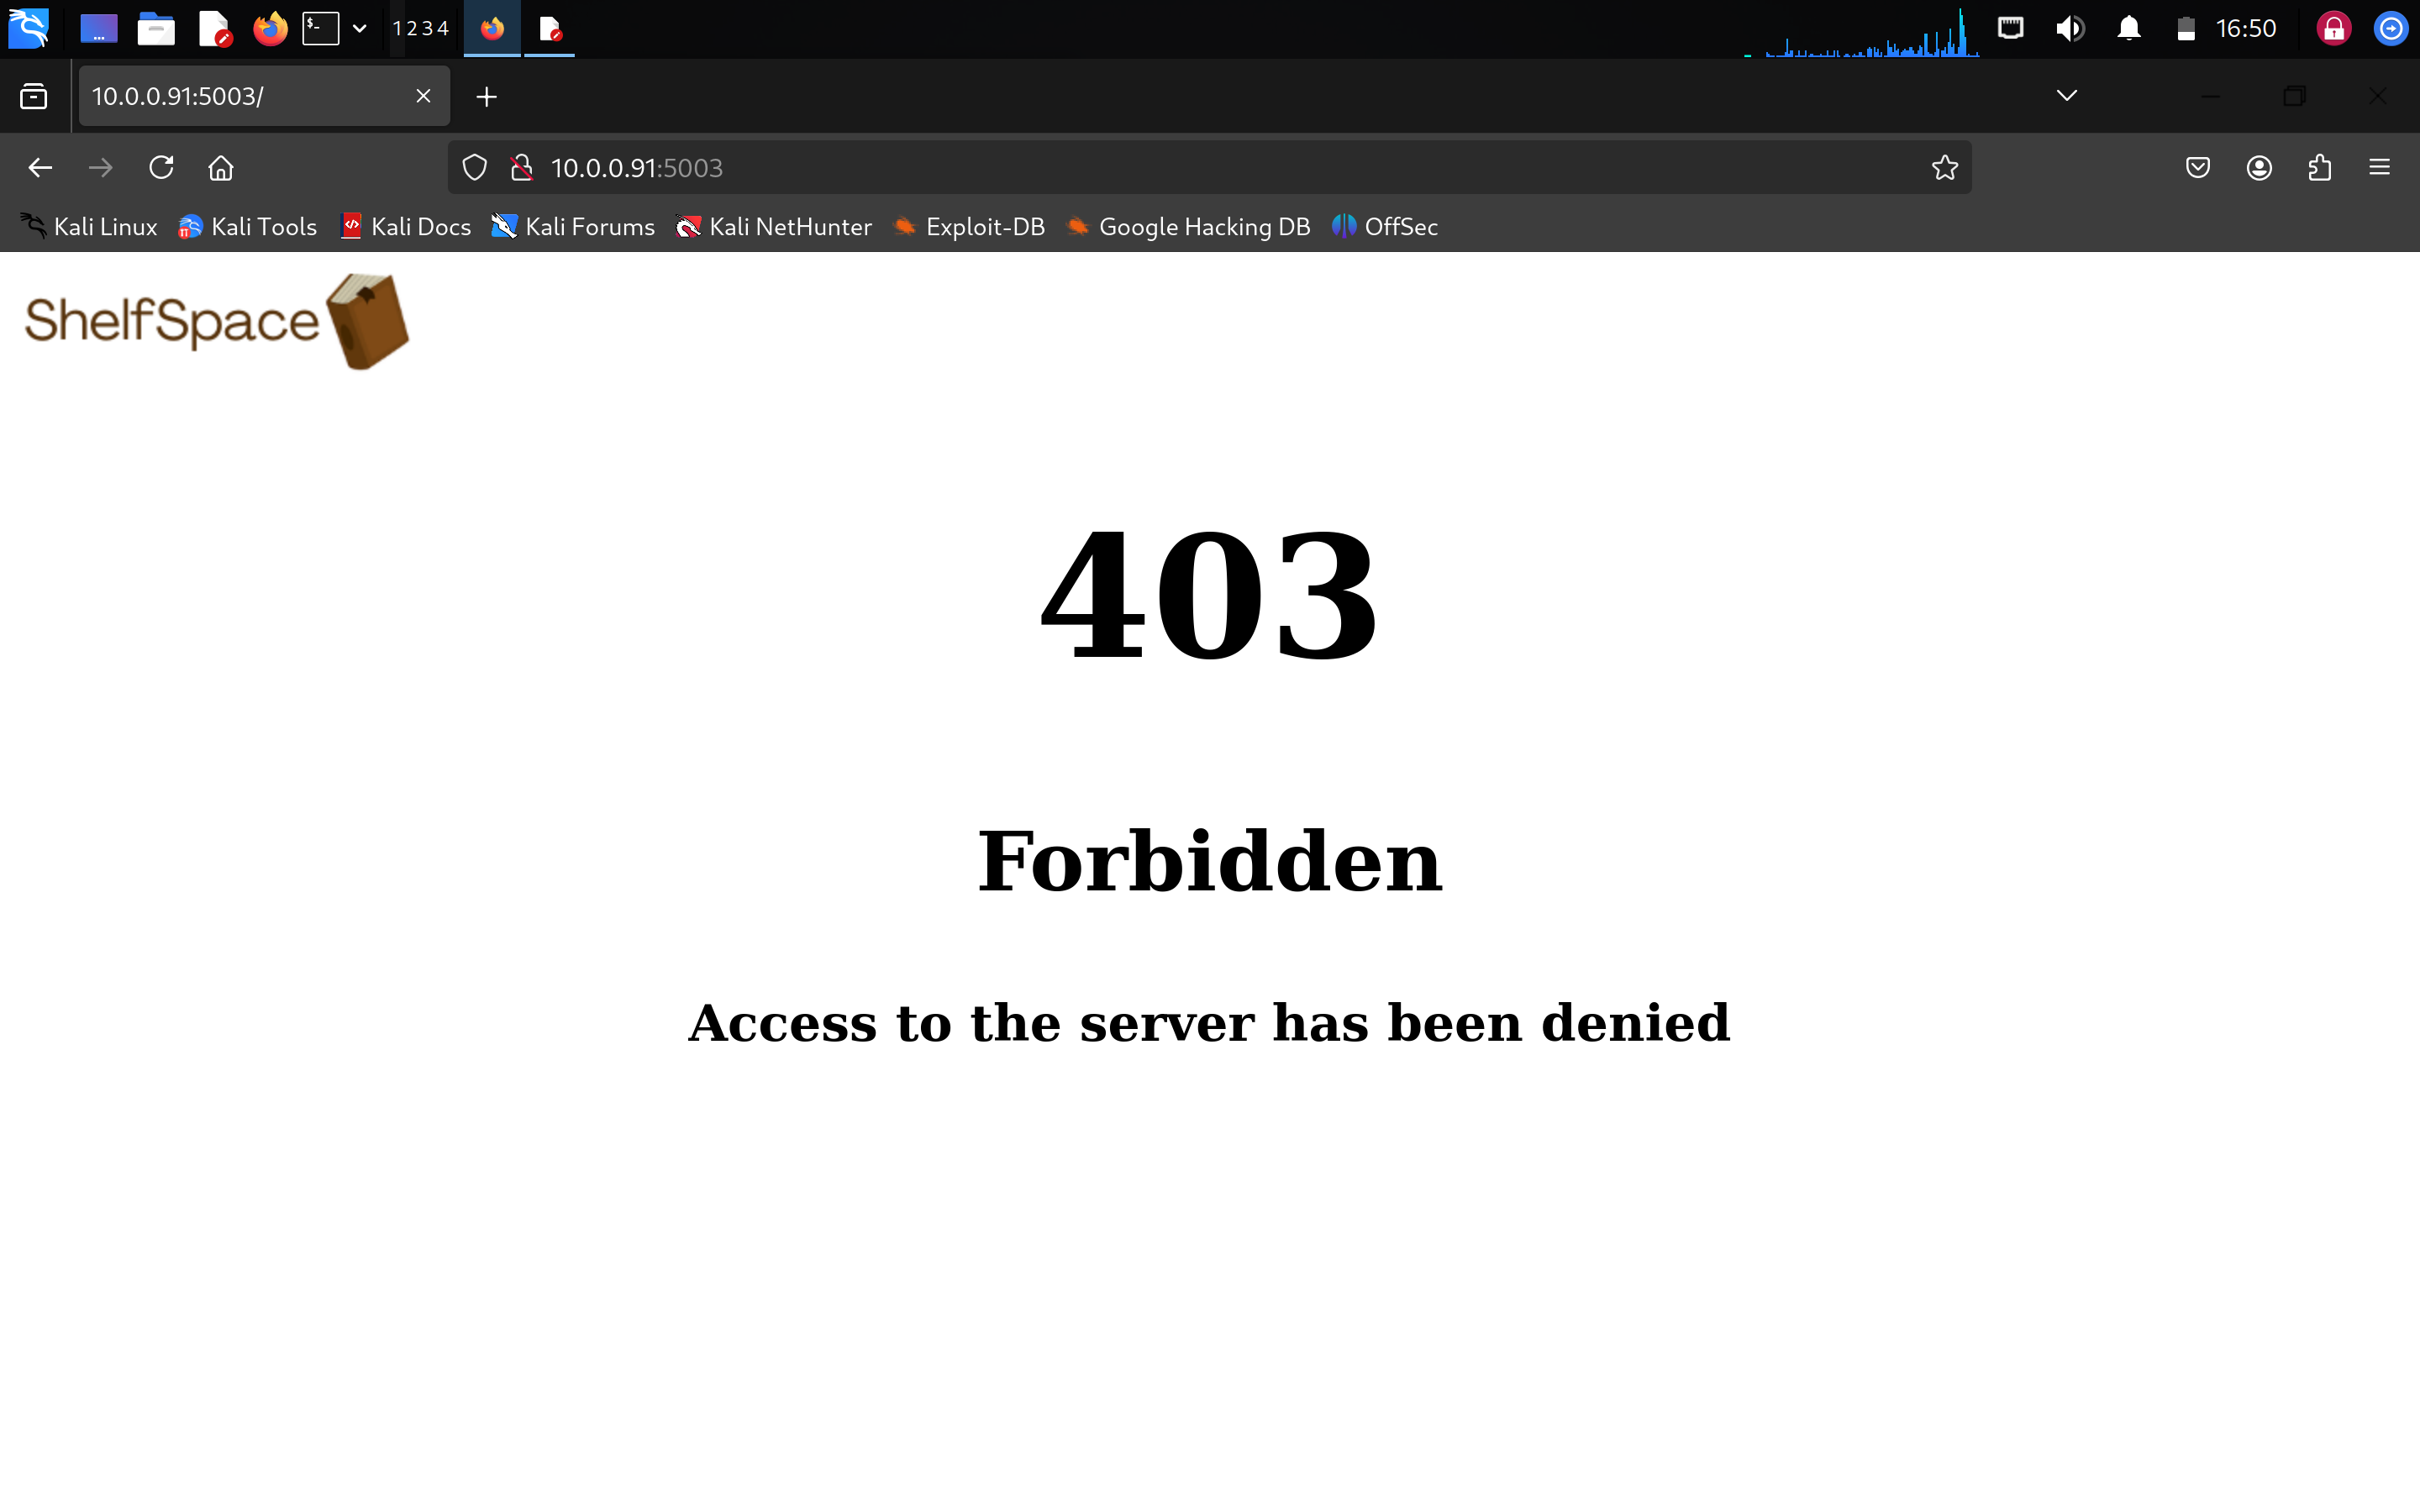 1 2 3 4
16:50
10.0.0.91:5003/
10.0.0.91:5003
Kali Linux Kali Tools Kali Docs Kali Forums Kali NetHunter Exploit-DB Google Hacking DB OffSec
ShelfSpace
403
Forbidden
Access to the server has been denied